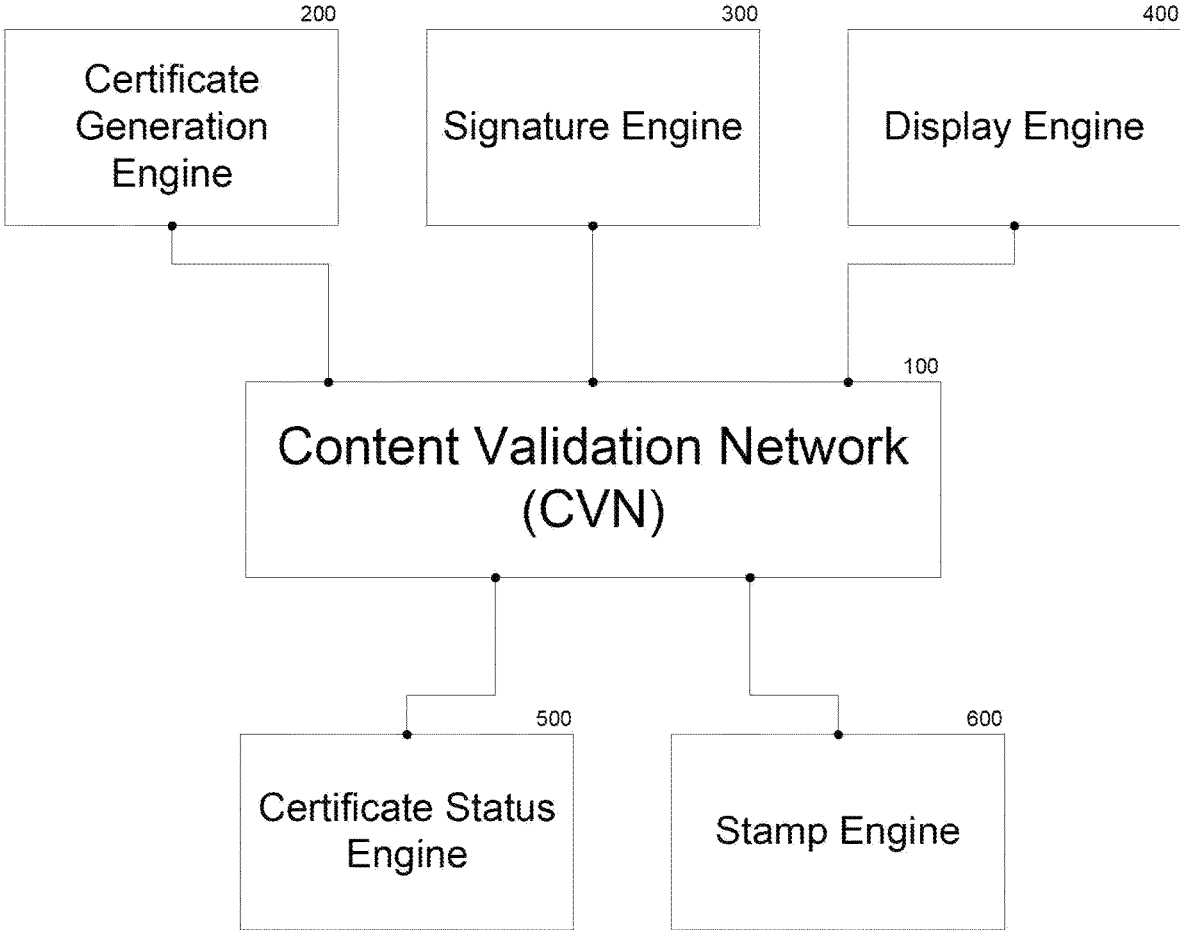 200
Certificate
Generation
Engine
300
Signature Engine
400
Display Engine
100
Content Validation Network
(CVN)
500
Certificate Status
Engine
600
Stamp Engine